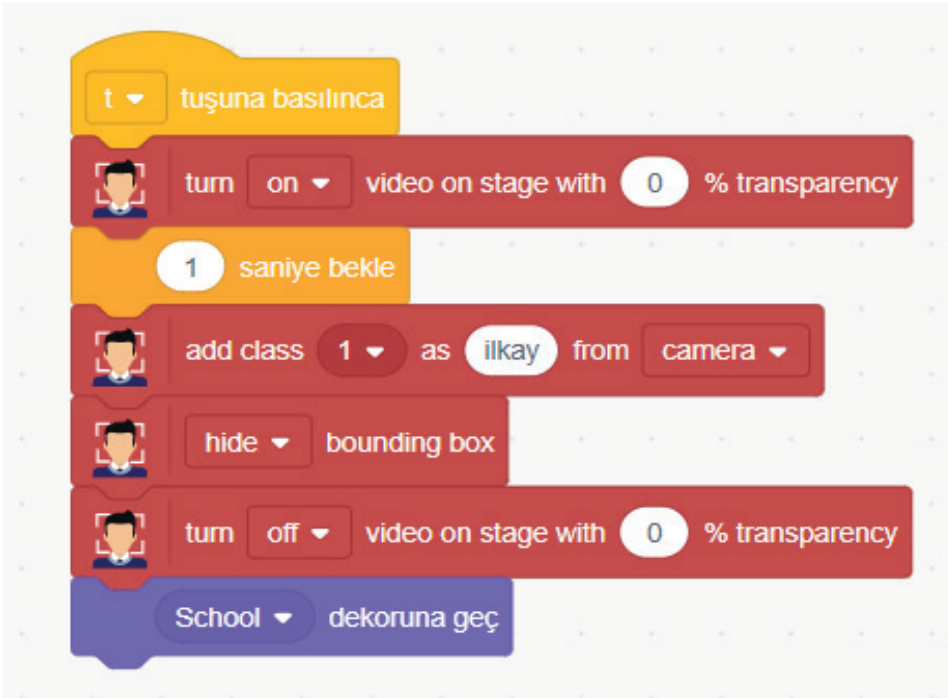 t tuşuna basılınca
turn on video on stage with 0 % transparency
1 saniye bekle
add class 1 as ilkay from camera
hide bounding box
turn off video on stage with 0 % transparency
School dekoruna geç